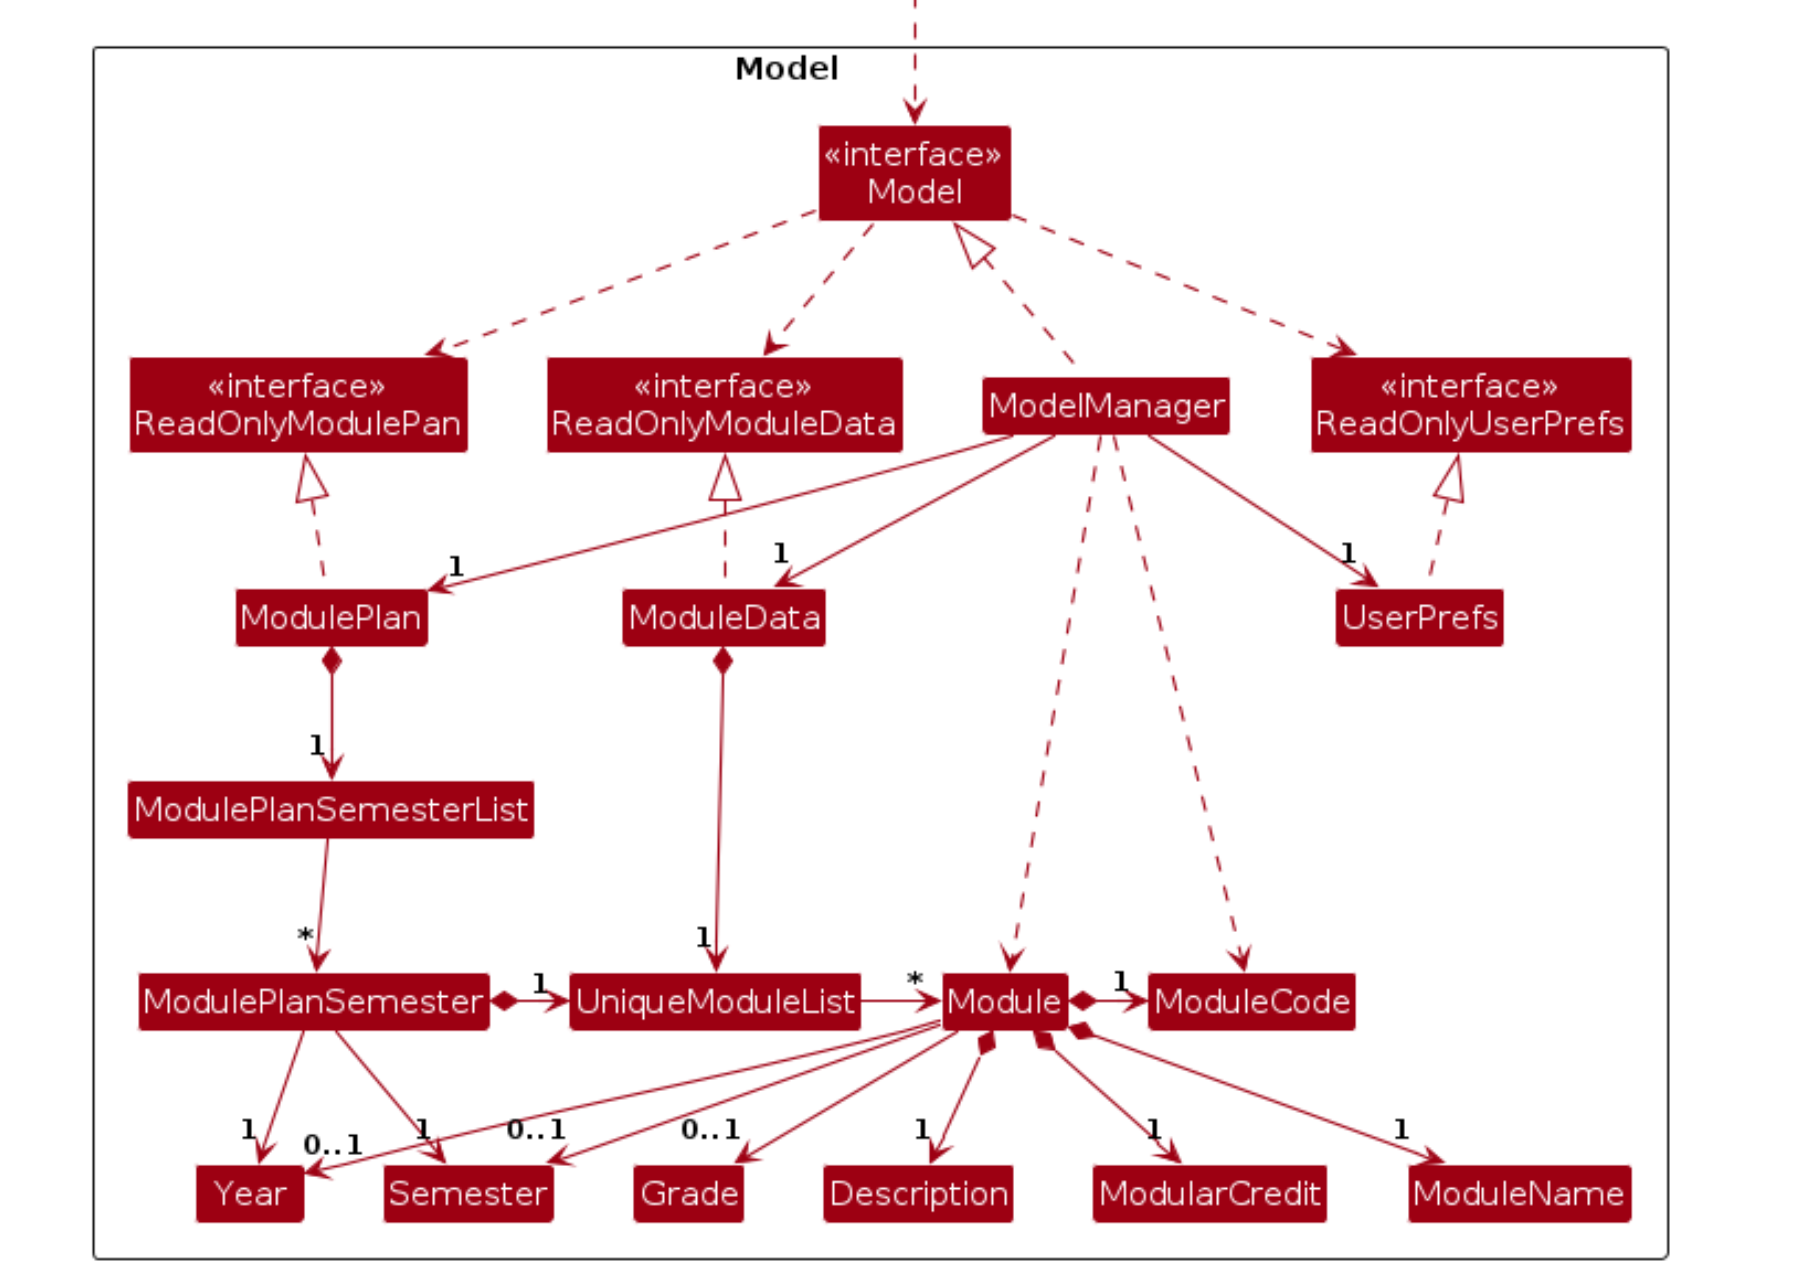 Model
«interface»
Model
«interface»
ReadOnlyModulePan
«interface»
ReadOnlyModuleData
ModelManager
«interface»
ReadOnlyUserPrefs
1
1
1
ModulePlan
ModuleData
UserPrefs
1
ModulePlanSemesterList
*
1
ModulePlanSemester
1
UniqueModuleList
*
Module
1
ModuleCode
1
0..1
1
0..1
0..1
1
1
1
Year
Semester
Grade
Description
ModularCredit
ModuleName